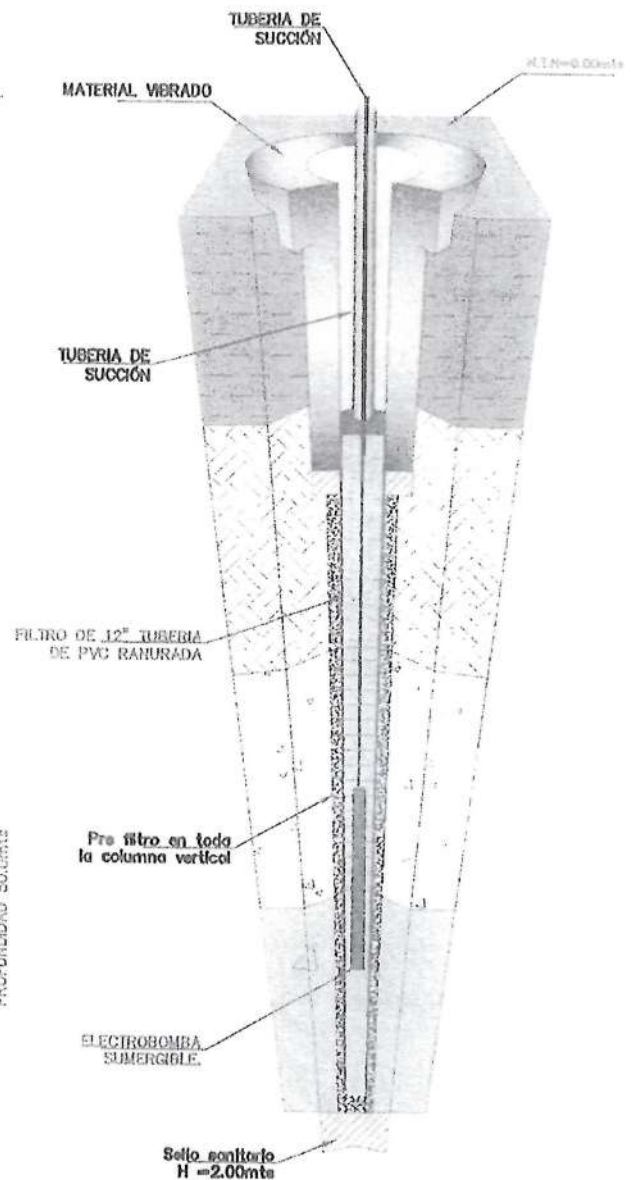 TUBERIA DE
SUCCIÓN
MATERIAL VIBRADO
TUBERIA DE
SUCCIÓN
FILTRO DE 12" TUBERIA
DE PVC RANURADA
Pre filtro en toda
la columna vertical
PROFUNDIDAD
ELECTROBOMBA
SUMERGIBLE.
Sello sanitario
H =2.00mts